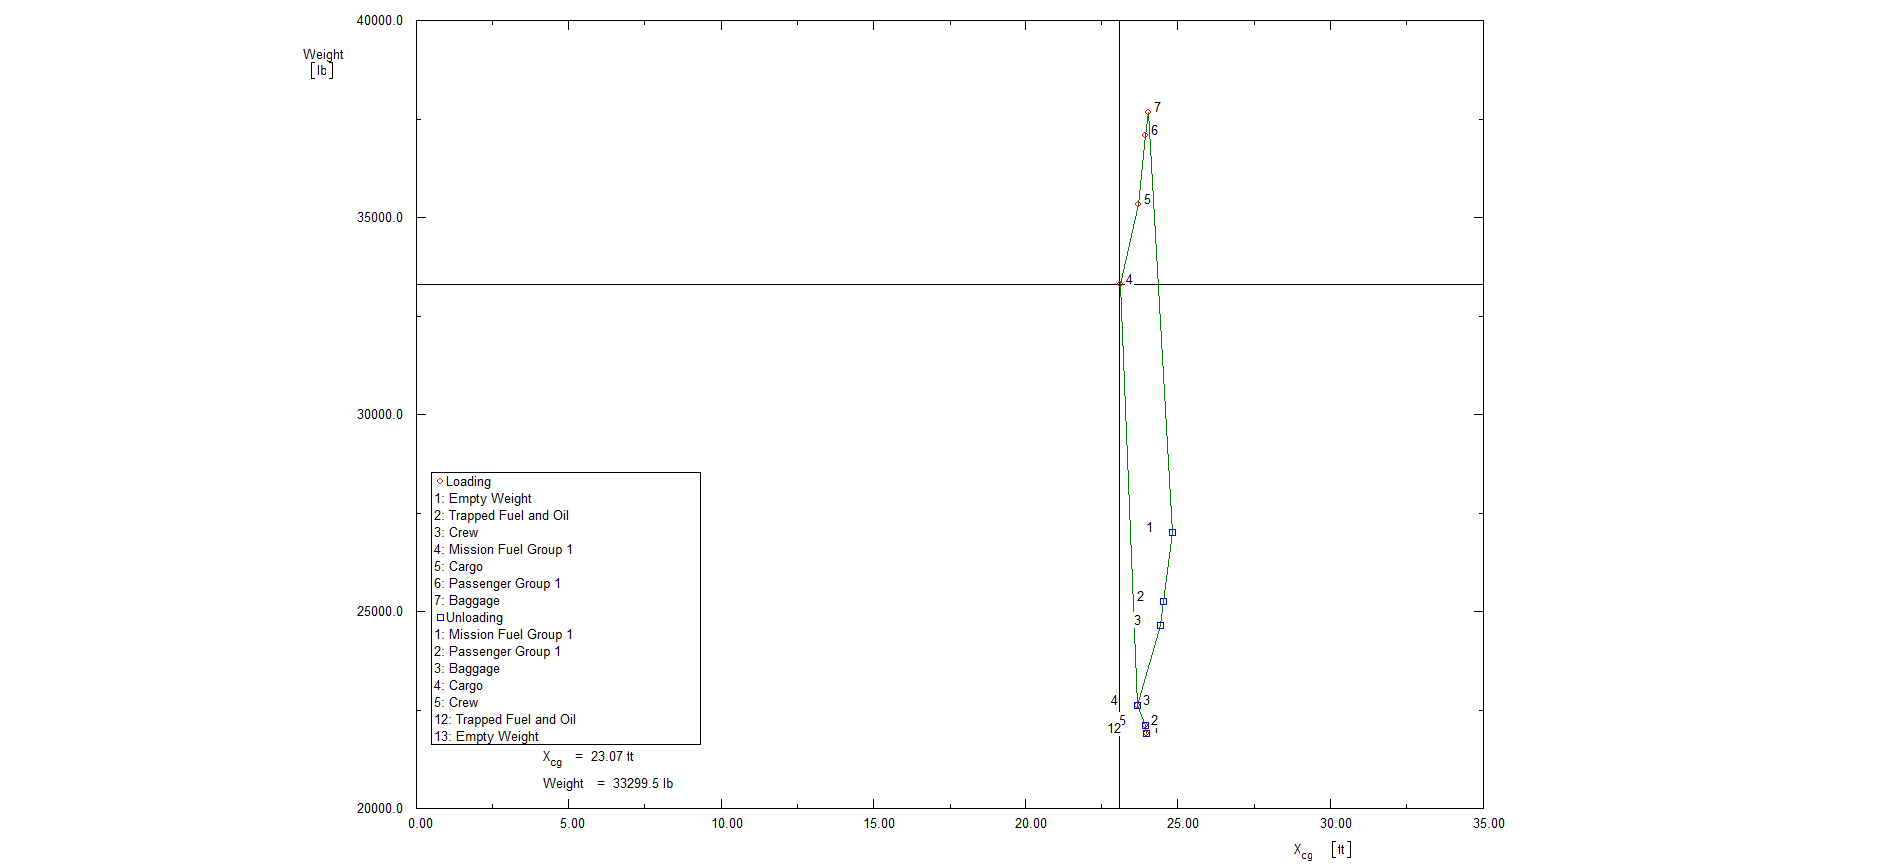 40000.0
Weight
[lb]
7
6
5
35000.0
4
30000.0
1
2
25000.0
3
4 3
5 2
12 1
Loading
1: Empty Weight
2: Trapped Fuel and Oil
3: Crew
4: Mission Fuel Group 1
5: Cargo
6: Passenger Group 1
7: Baggage
Unloading
1: Mission Fuel Group 1
2: Passenger Group 1
3: Baggage
4: Cargo
5: Crew
12: Trapped Fuel and Oil
13: Empty Weight
Xcg = 23.07 ft
Weight = 33299.5 lb
20000.0
0.00 5.00 10.00 15.00 20.00 25.00 30.00 35.00
Xcg [ft]